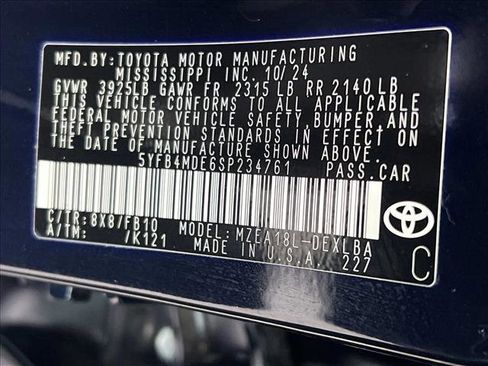 MFD.BY:TOYOTA MOTOR MANUFACTURING
MISSISSIPPI INC. 10/24
GVWR 3925LB GAWR FR 2315 LB RR 2140 LB
THIS VEHICLE CONFORMS TO ALL APPLICABLE
FEDERAL MOTOR VEHICLE SAFETY, BUMPER, AND
THEFT PREVENTION STANDARDS IN EFFECT ON
THE DATE OF MANUFACTURE SHOWN ABOVE.
5YFB4MDE6SP234761 PASS.CAR
C/TR:8X8/FB10 MODEL:MZEA18L-DEXLBA
A/TM: /K121 MADE IN U.S.A. 227
C